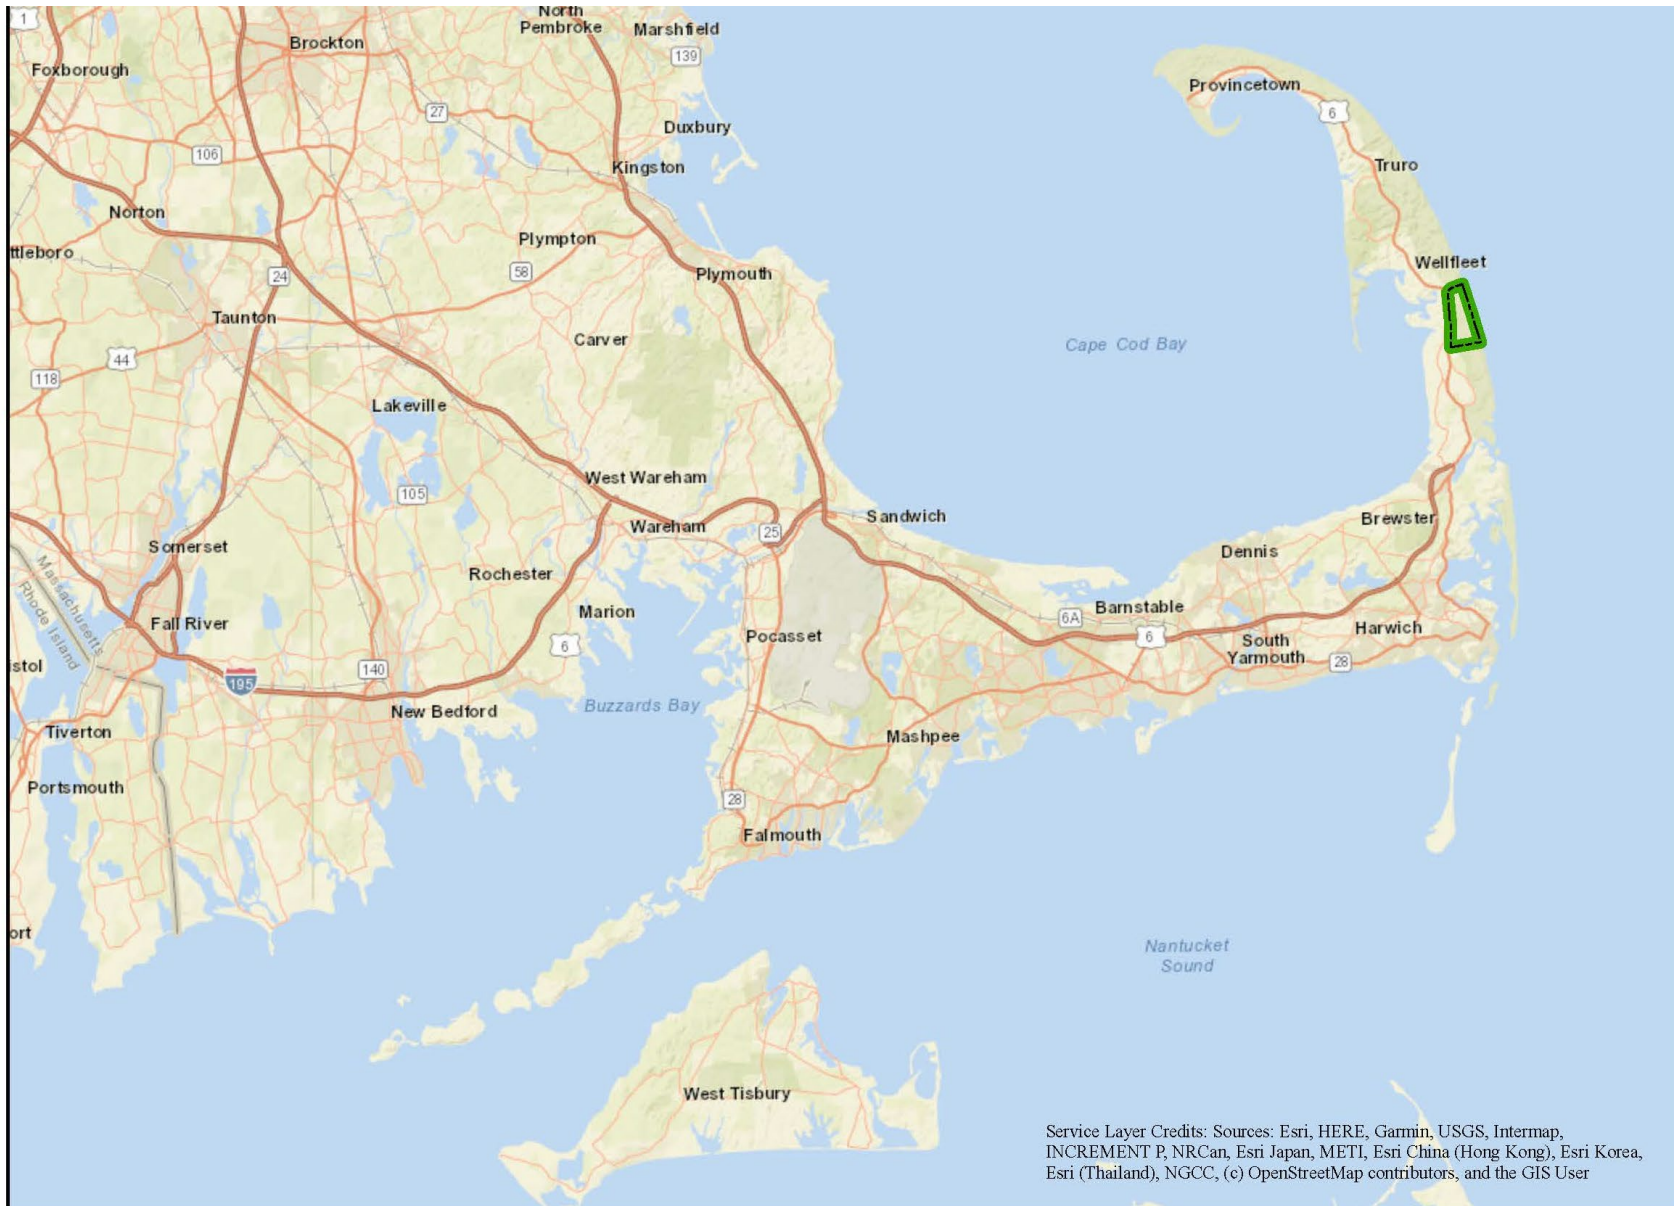 1
North
Pembroke
Marshfield
Brockton
139
Foxborough
Provincetown
27
6
Duxbury
106
Kingston
Truro
Norton
Plympton
ttleboro
Wellfleet
58
24
Plymouth
Taunton
Carver
Cape Cod Bay
44
118
Lakeville
West Wareham
105
Sandwich
Brewster
Wareham
25
Somerset
Dennis
Massachusetts
Rhode Island
Rochester
Marion
Barnstable
6A
Fall River
Harwich
Pocasset
6
6
South
Yarmouth
28
istol
140
195
Buzzards Bay
New Bedford
Tiverton
Mashpee
Portsmouth
28
Falmouth
ort
Nantucket
Sound
West Tisbury
Service Layer Credits: Sources: Esri, HERE, Garmin, USGS, Intermap,
INCREMENT P, NRCan, Esri Japan, METI, Esri China (Hong Kong), Esri Korea,
Esri (Thailand), NGCC, (c) OpenStreetMap contributors, and the GIS User